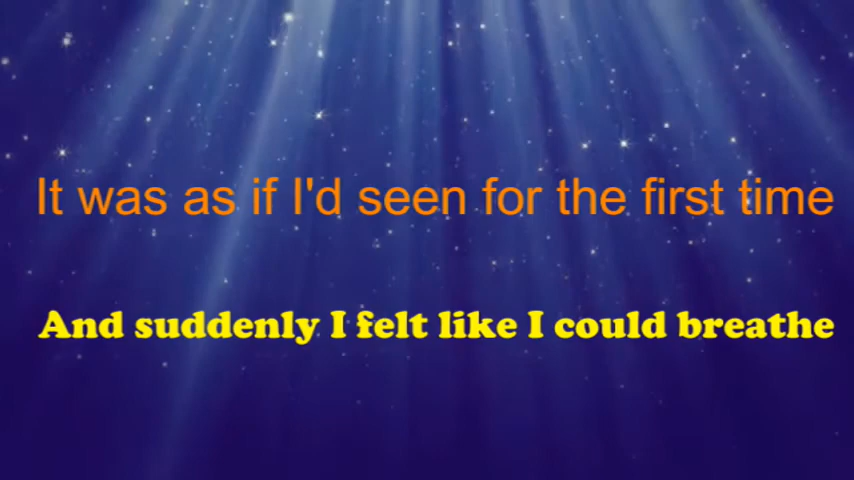 It was as if I'd seen for the first time
And suddenly I felt like I could breathe